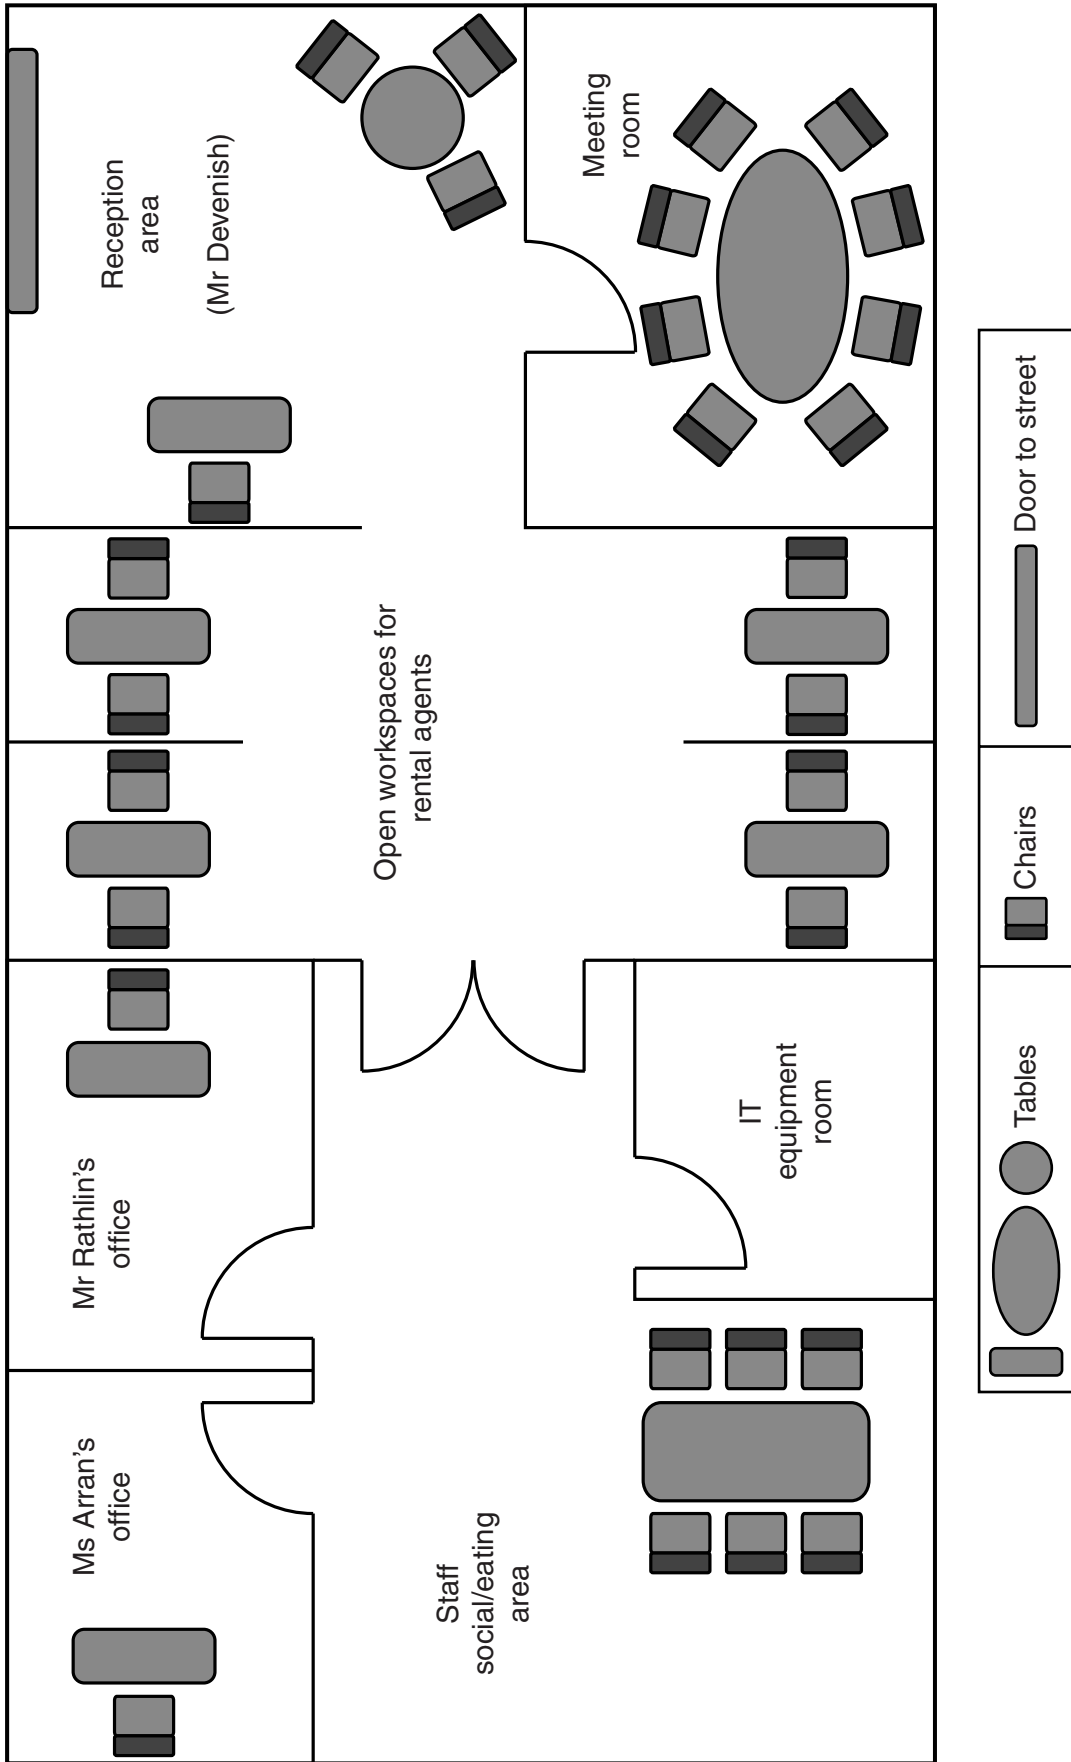 Ms Arran's
office
Mr Rathlin's
office
Reception
area
(Mr Devenish)
Open workspaces for
rental agents
Staff
social/eating
area
IT
equipment
room
Meeting
room
Tables
Chairs
Door to street